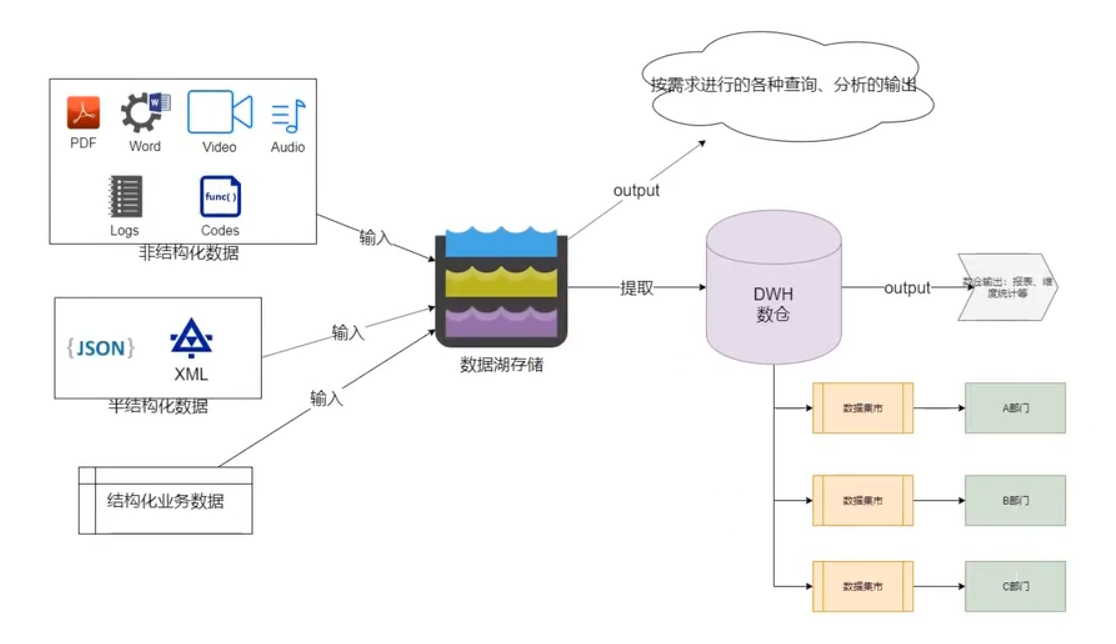 按需求进行的各种查询、分析的输出
PDF
Word
W
Video
Audio
func( )
Logs
Codes
非结构化数据
输入
output
{JSON}
XML
半结构化数据
输入
数据湖存储
提取
DWH
数仓
output
数仓输出：报表、维
度统计等
输入
结构化业务数据
数据集市
A部门
数据集市
B部门
数据集市
C部门